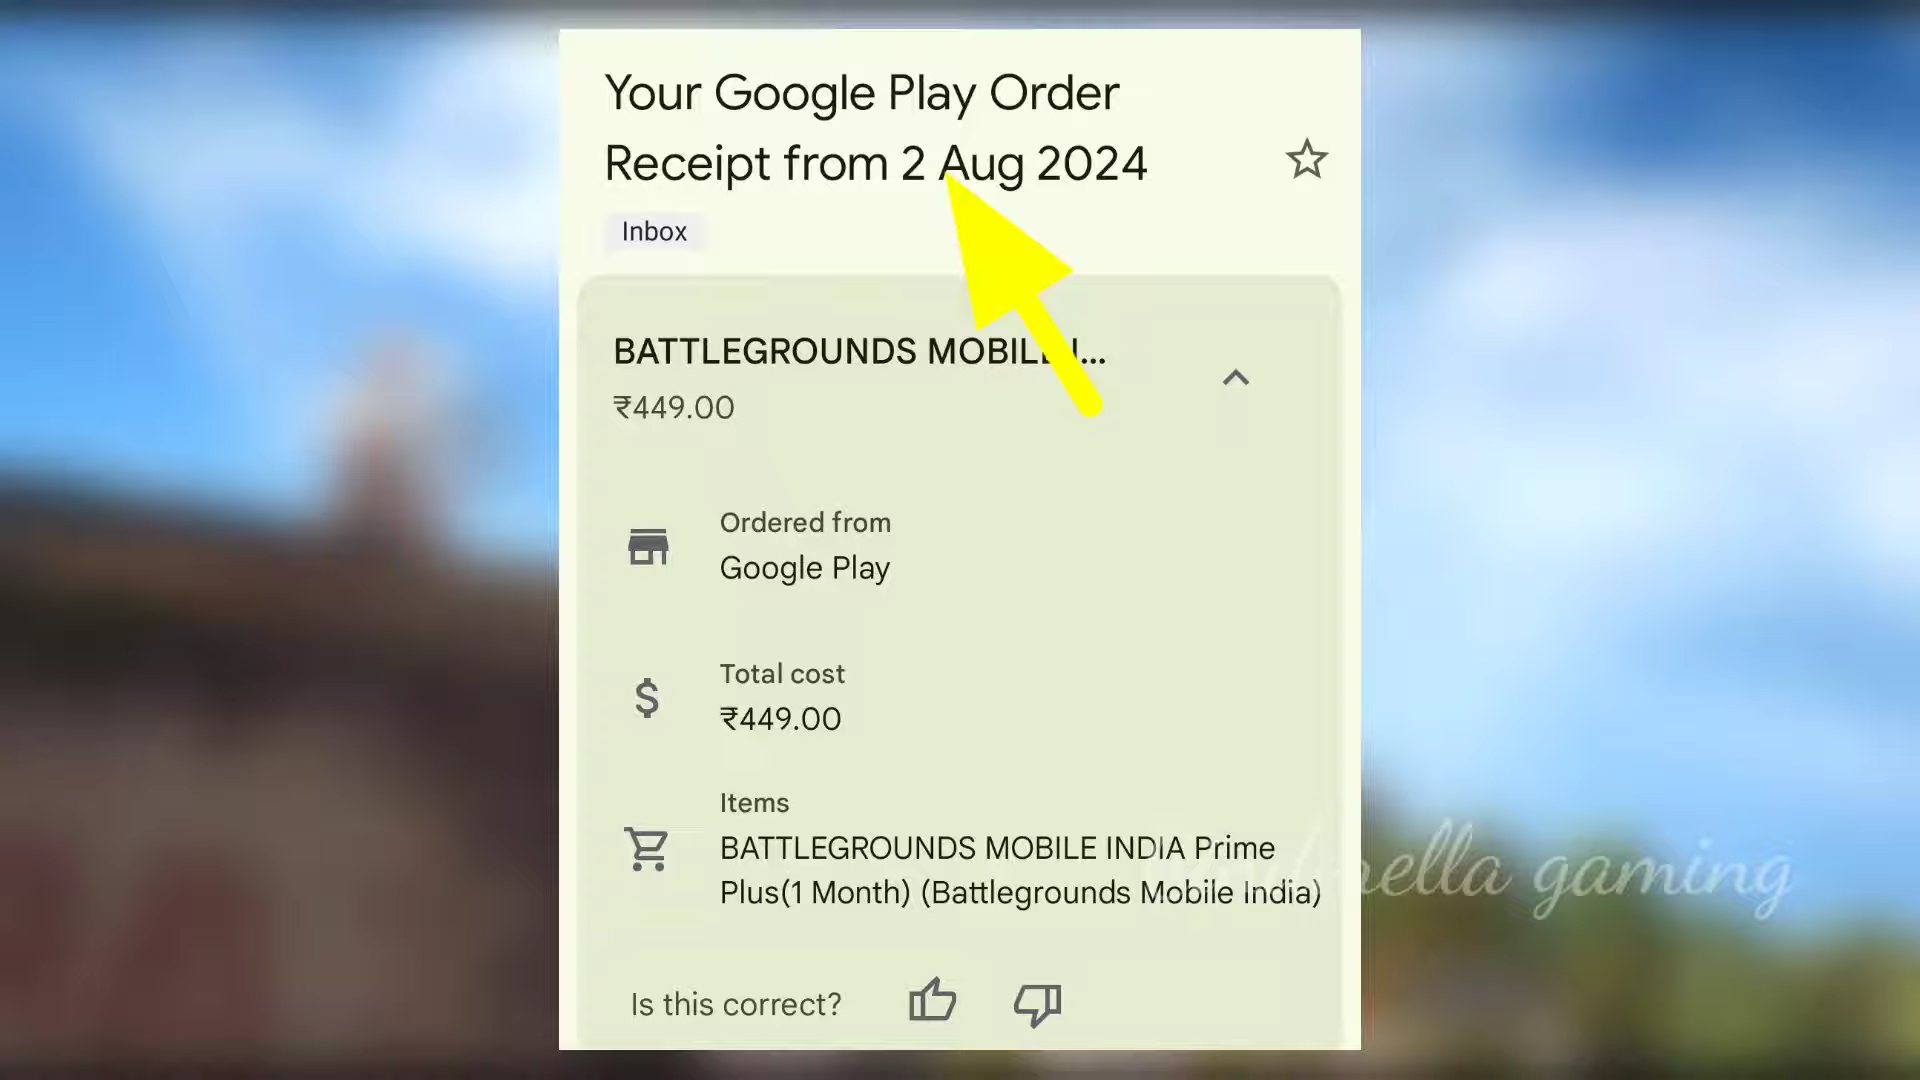 Your Google Play Order
Receipt from 2 Aug 2024
Inbox
BATTLEGROUNDS MOBILE I...
₹449.00
Ordered from
Google Play
$
Total cost
₹449.00
Items
BATTLEGROUNDS MOBILE INDIA Prime
Plus(1 Month) (Battlegrounds Mobile India)
gaming
Is this correct?